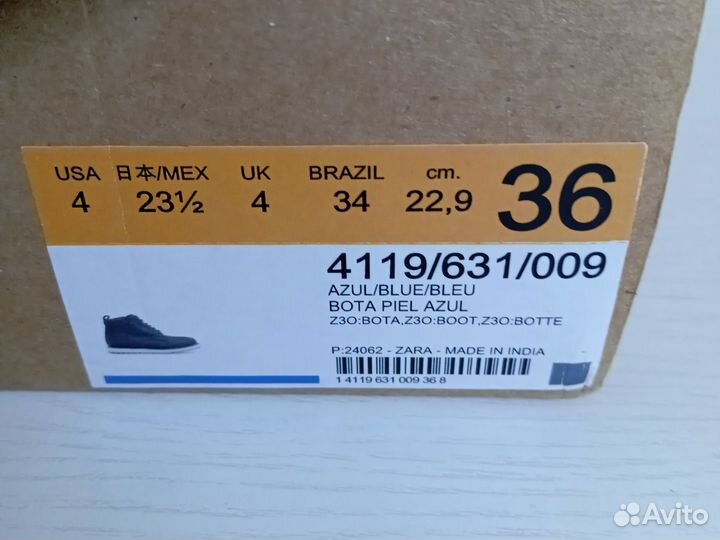 USA 日本/MEX UK BRAZIL cm.
4 23½ 4 34 22,9 36
4119/631/009
AZUL/BLUE/BLEU
BOTA PIEL AZUL
Z3O:BOTA,Z3O:BOOT,Z3O:BOTTE
P:24062 - ZARA - MADE IN INDIA
1 4119 631 009 36 8
Avito